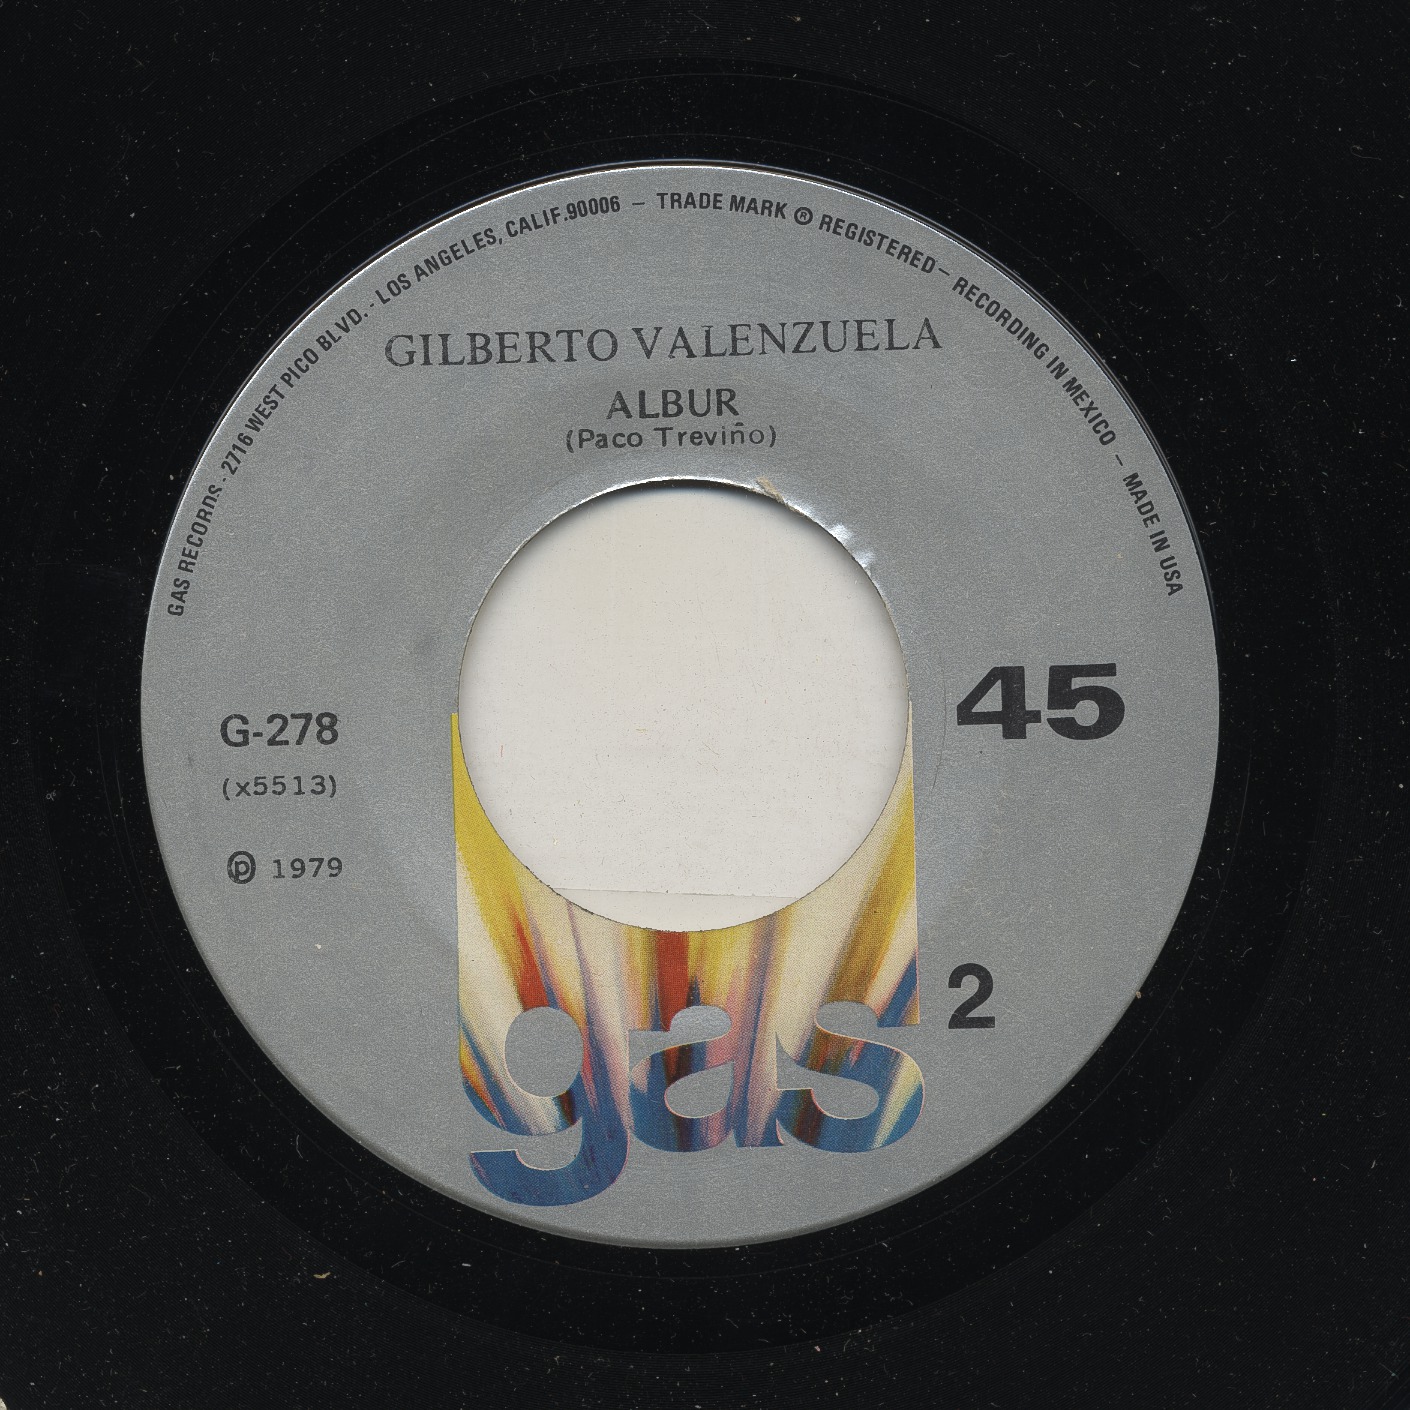 GAS RECORDS · 2716 WEST PICO BLVD. - LOS ANGELES, CALIF.90006 — TRADE MARK ® REGISTERED — RECORDING IN MEXICO — MADE IN USA
GILBERTO VALENZUELA
ALBUR
(Paco Treviño)
45
G-278
(x5513)
℗ 1979
2
gas